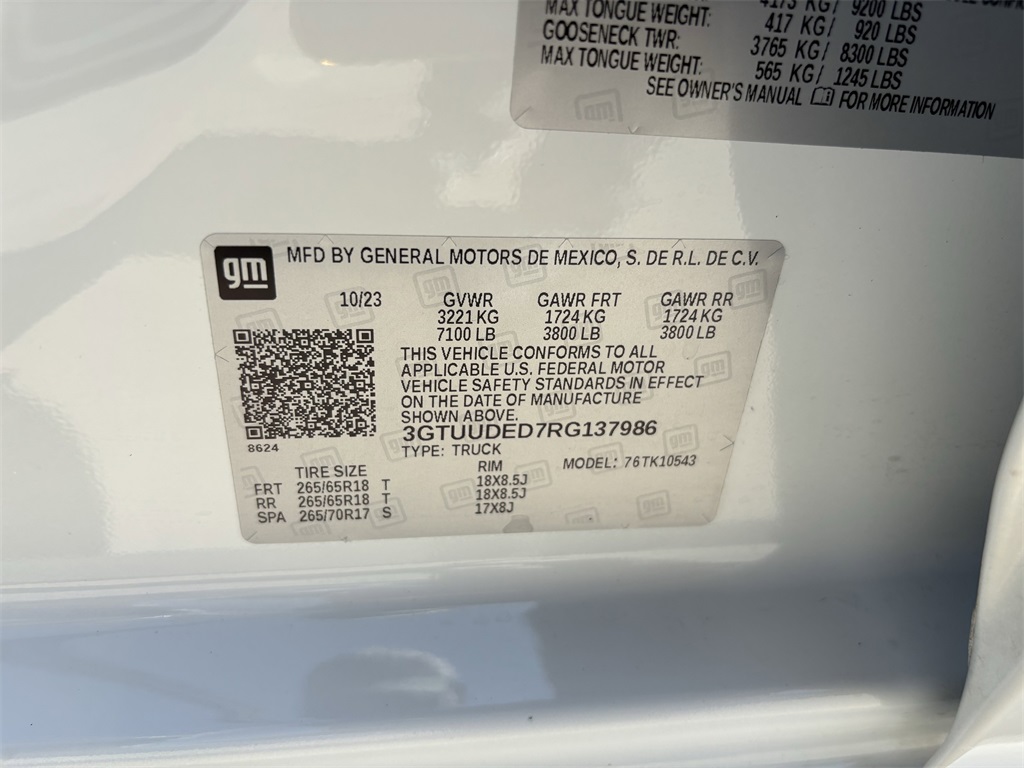 4173 KG/ 9200 LBS
MAX TONGUE WEIGHT: 417 KG/ 920 LBS
GOOSENECK TWR: 3765 KG/ 8300 LBS
MAX TONGUE WEIGHT: 565 KG/ 1245 LBS
SEE OWNER'S MANUAL FOR MORE INFORMATION
gm MFD BY GENERAL MOTORS DE MEXICO, S. DE R.L. DE C.V.
10/23 GVWR GAWR FRT GAWR RR
3221 KG 1724 KG 1724 KG
7100 LB 3800 LB 3800 LB
THIS VEHICLE CONFORMS TO ALL
APPLICABLE U.S. FEDERAL MOTOR
VEHICLE SAFETY STANDARDS IN EFFECT
ON THE DATE OF MANUFACTURE
SHOWN ABOVE.
3GTUUDED7RG137986
8624
TYPE: TRUCK MODEL: 76TK10543
TIRE SIZE RIM
FRT 265/65R18 T 18X8.5J
RR 265/65R18 T 18X8.5J
SPA 265/70R17 S 17X8J